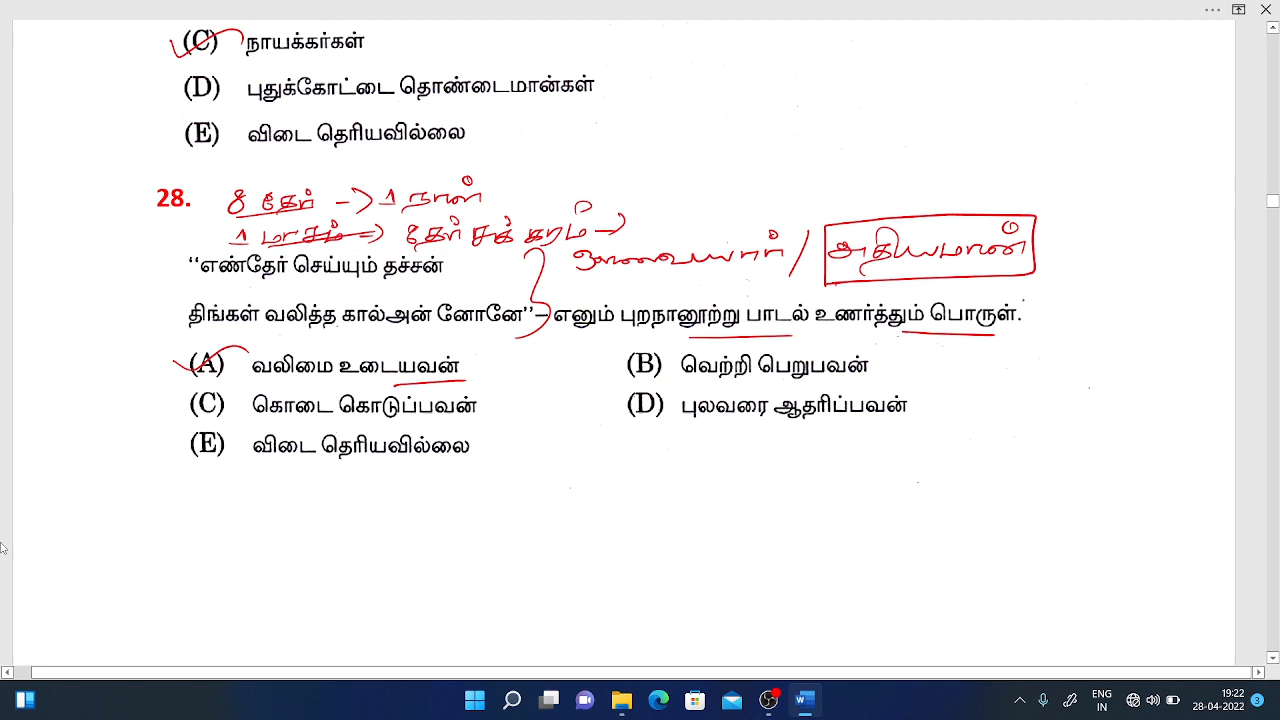 (C) நாயக்கர்கள்
(D) புதுக்கோட்டை தொண்டைமான்கள்
(E) விடை தெரியவில்லை
28. 8 தேர் -> 1 நாள்
1 மாசம் => தேர் சக்கரம் ->
ஔவையார் / அதியமான்
‘‘எண்தேர் செய்யும் தச்சன்
திங்கள் வலித்த கால்அன் னோனே’’– எனும் புறநானூற்று பாடல் உணர்த்தும் பொருள்.
(A) வலிமை உடையவன் (B) வெற்றி பெறுபவன்
(C) கொடை கொடுப்பவன் (D) புலவரை ஆதரிப்பவன்
(E) விடை தெரியவில்லை
ENG 19:22
IN 28-04-2022 3